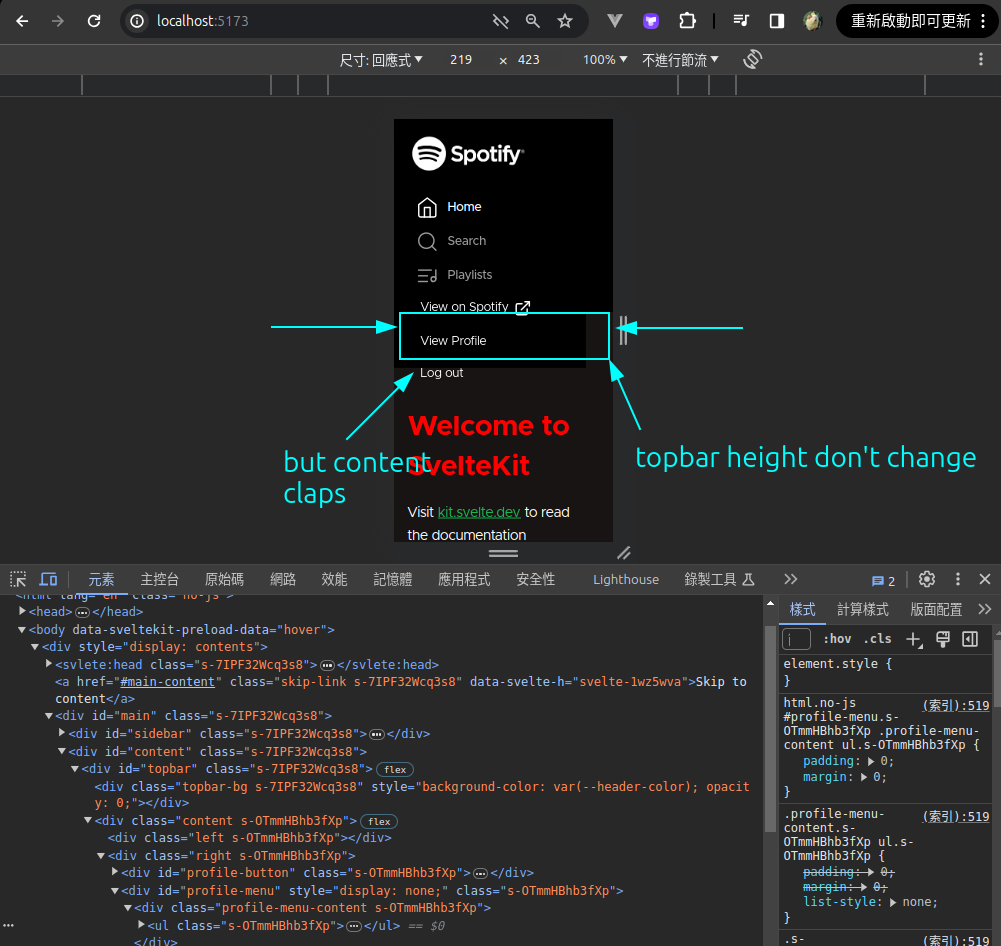 localhost:5173
重新啟動即可更新
尺寸: 回應式 ▼ 219 × 423 100% ▼ 不進行節流 ▼
Spotify
Home
Search
Playlists
View on Spotify
View Profile
Log out
Welcome to
SvelteKit
but content
claps
topbar height don't change
Visit kit.svelte.dev to read
the documentation
元素 主控台 原始碼 網路 效能 記憶體 應用程式 安全性 Lighthouse 錄製工具 2
<html lang="en" class="no-js">
▶<head>…</head>
▼<body data-sveltekit-preload-data="hover">
▼<div style="display: contents">
▶<svlete:head class="s-7IPF32Wcq3s8">…</svlete:head>
<a href="#main-content" class="skip-link s-7IPF32Wcq3s8" data-svelte-h="svelte-1wz5wva">Skip to
content</a>
▼<div id="main" class="s-7IPF32Wcq3s8">
▶<div id="sidebar" class="s-7IPF32Wcq3s8">…</div>
▼<div id="content" class="s-7IPF32Wcq3s8">
▼<div id="topbar" class="s-7IPF32Wcq3s8"> flex
<div class="topbar-bg s-7IPF32Wcq3s8" style="background-color: var(--header-color); opacit
y: 0;"></div>
▼<div class="content s-OTmmHBhb3fXp"> flex
<div class="left s-OTmmHBhb3fXp"></div>
▼<div class="right s-OTmmHBhb3fXp">
▶<div id="profile-button" class="s-OTmmHBhb3fXp">…</div>
▼<div id="profile-menu" style="display: none;" class="s-OTmmHBhb3fXp">
▼<div class="profile-menu-content s-OTmmHBhb3fXp">
… ▶<ul class="s-OTmmHBhb3fXp">…</ul> == $0
</div>
樣式 計算樣式 版面配置
:hov .cls
element.style {
}
html.no-js (索引):519
#profile-menu.s-
OTmmHBhb3fXp .profile-menu-
content ul.s-OTmmHBhb3fXp {
padding: ▶ 0;
margin: ▶ 0;
}
.profile-menu- (索引):519
content.s-
OTmmHBhb3fXp ul.s-
OTmmHBhb3fXp {
padding: ▶ 0;
margin: ▶ 0;
list-style: ▶ none;
}
.s- (索引):519